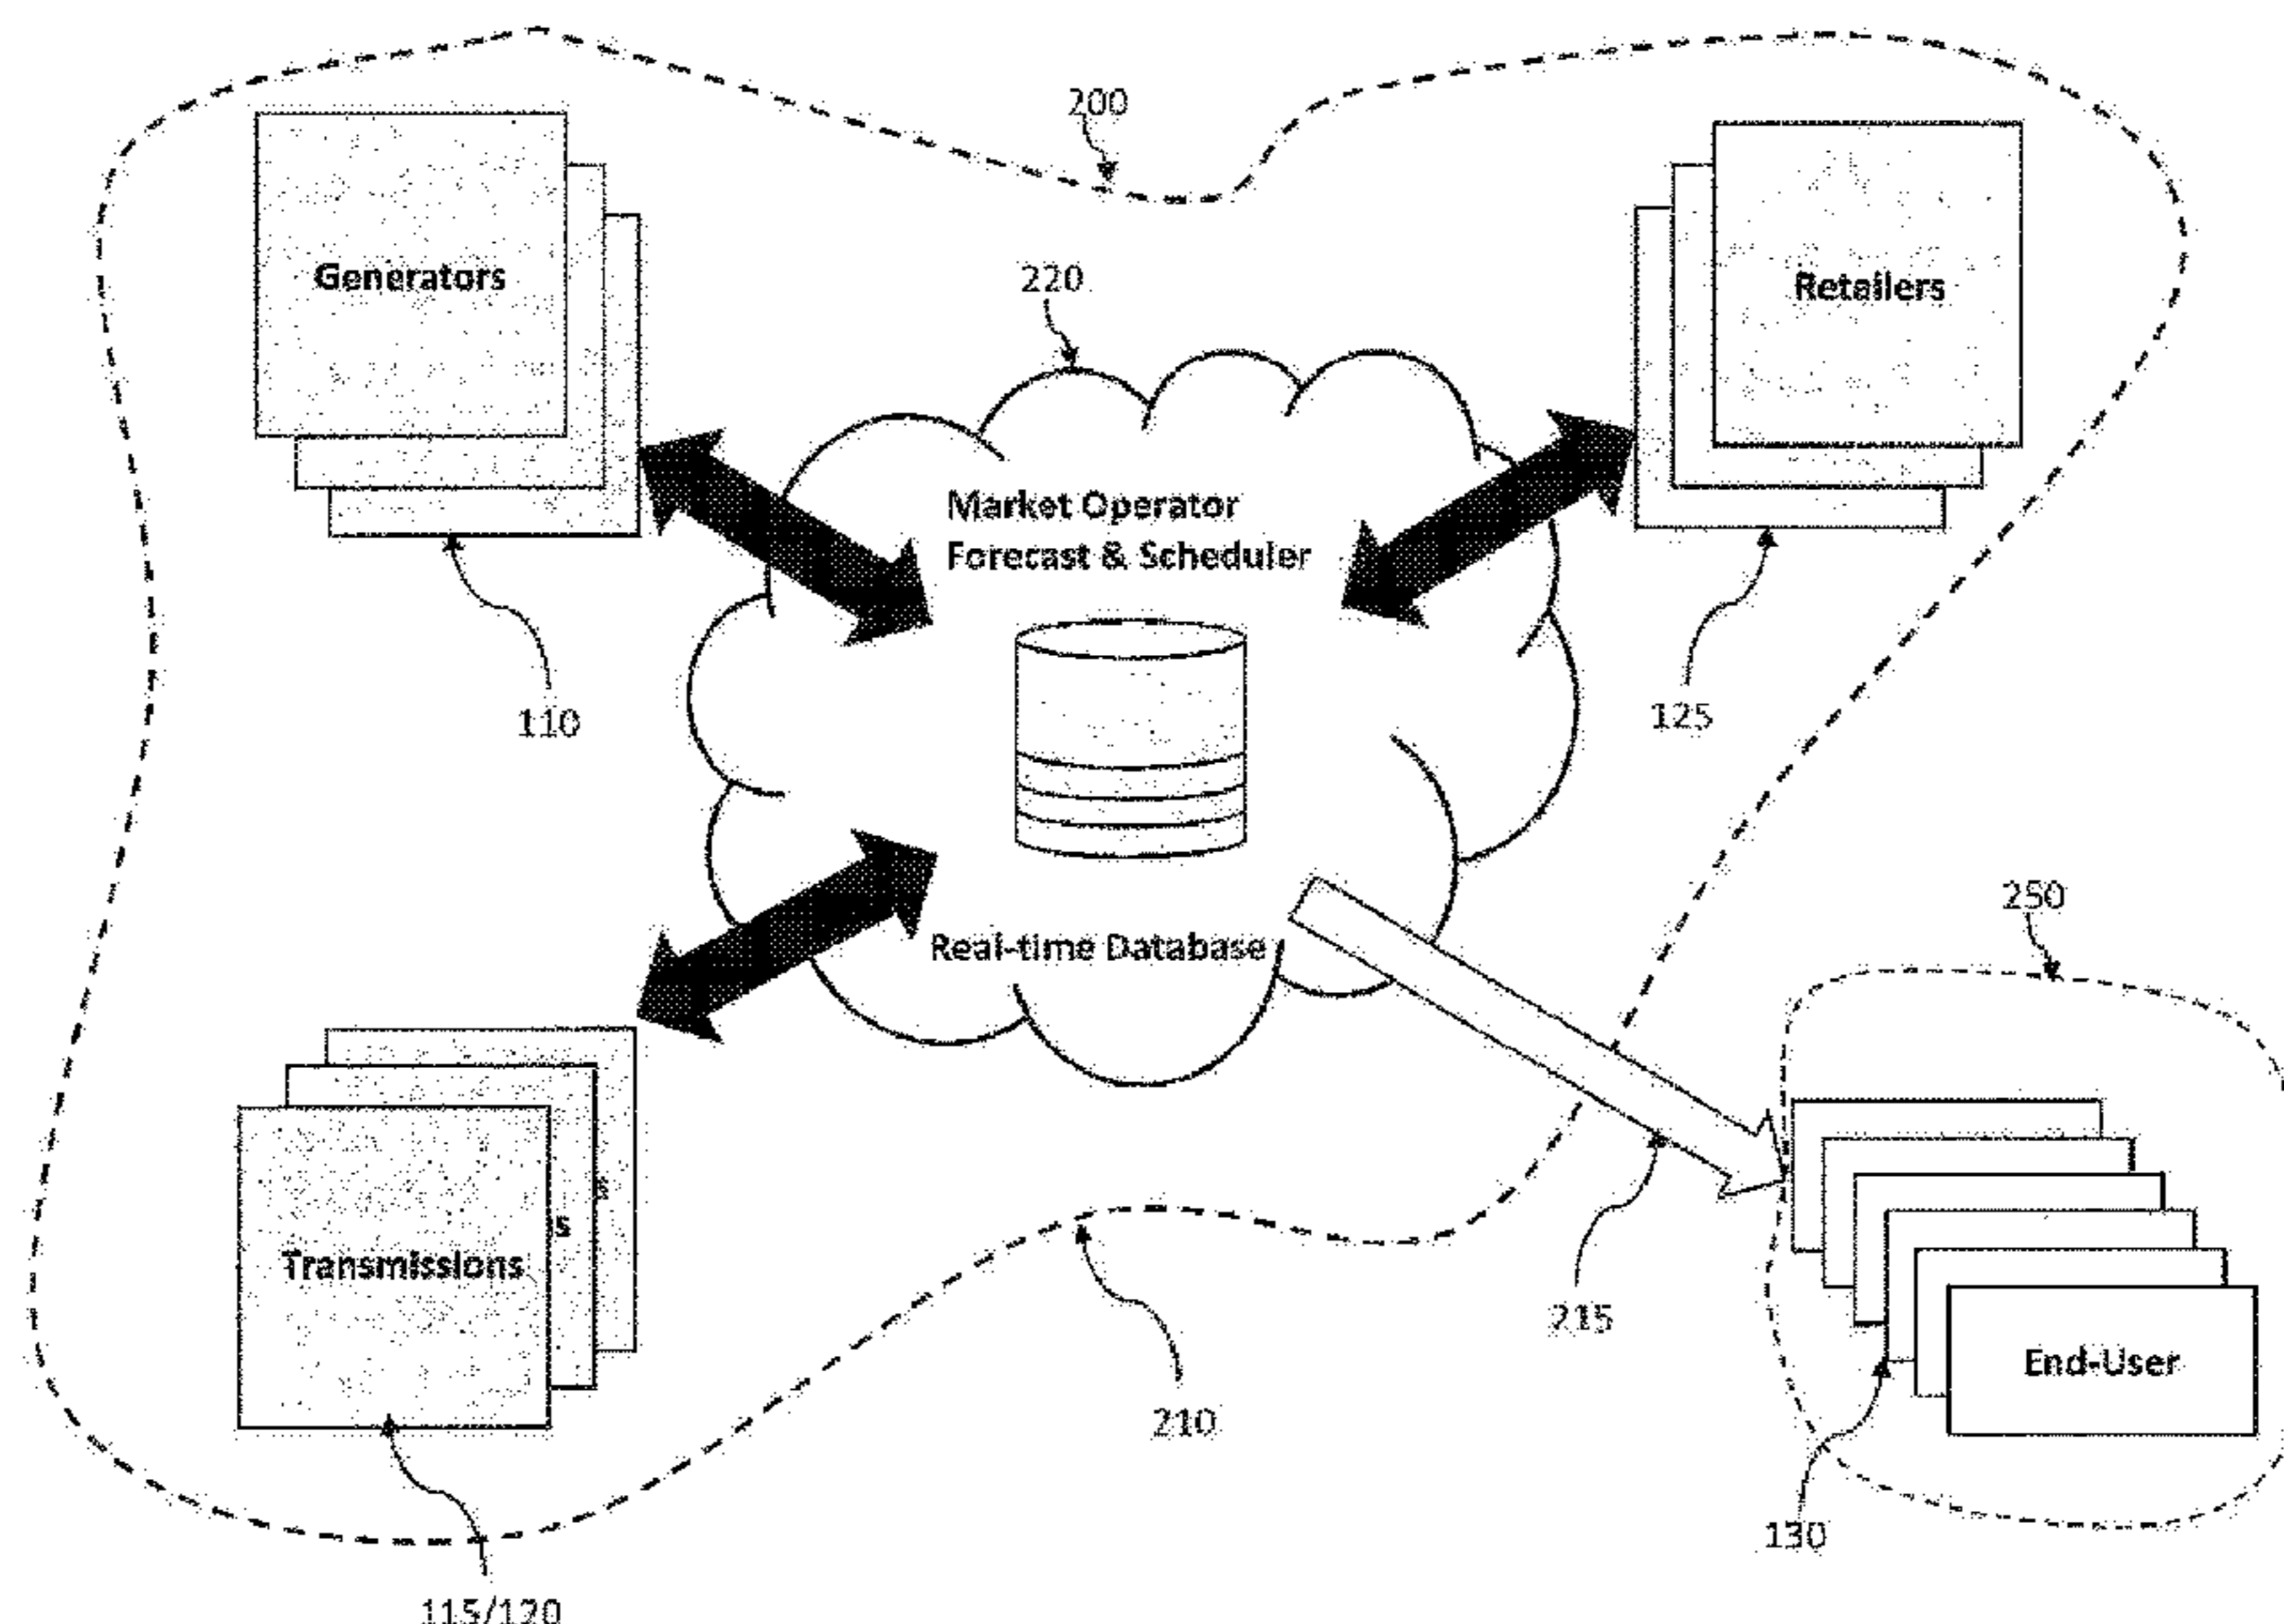 200
Generators
220
Retailers
Market Operator
Forecast & Scheduler
110
125
250
Real-time Database
s
s
Transmissions
215
End-User
210
130
115/120